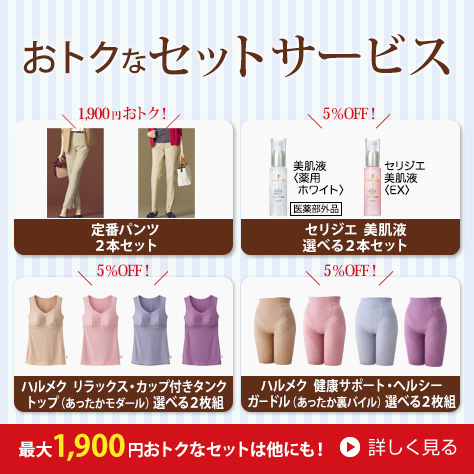 おトクなセットサービス
1,900円おトク！
5％OFF！
美肌液
〈薬用
ホワイト〉
医薬部外品
セリジエ
美肌液
〈EX〉
定番パンツ
2本セット
セリジエ 美肌液
選べる2本セット
5％OFF！
5％OFF！
ハルメク リラックス・カップ付きタンク
トップ（あったかモダール）選べる2枚組
ハルメク 健康サポート・ヘルシー
ガードル（あったか裏パイル）選べる2枚組
最大1,900円おトクなセットは他にも！
詳しく見る